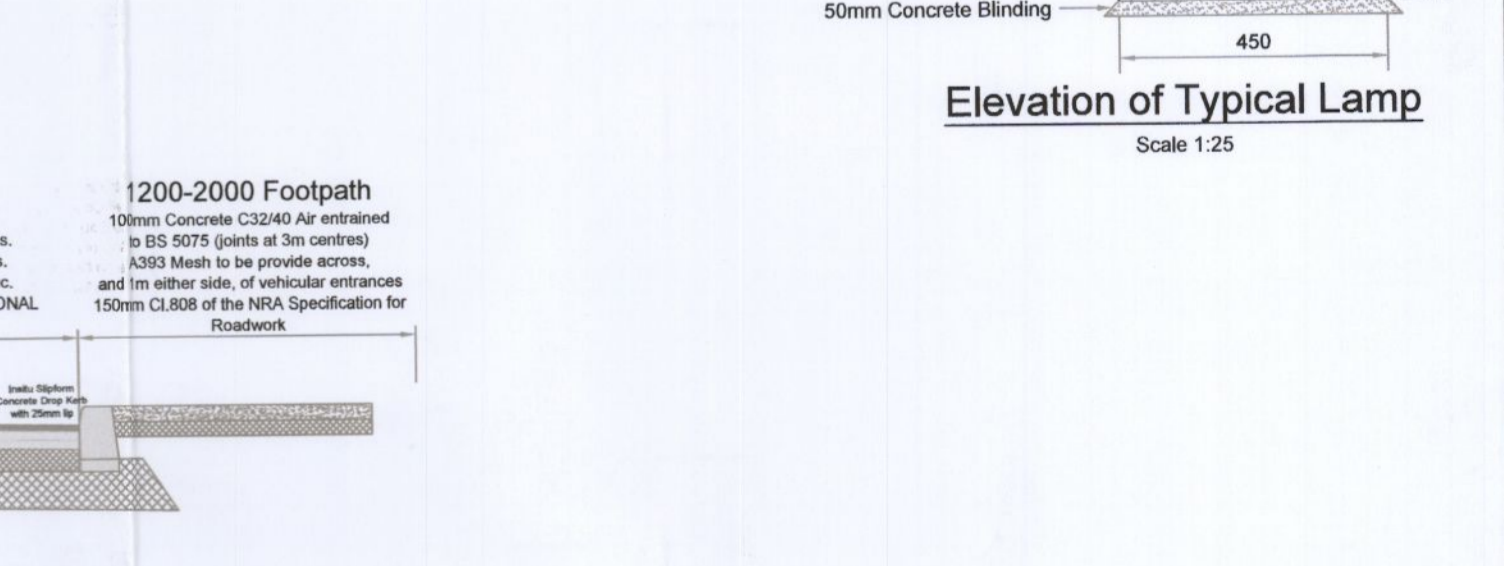 50mm Concrete Blinding
450
Elevation of Typical Lamp
Scale 1:25
1200-2000 Footpath
100mm Concrete C32/40 Air entrained
to BS 5075 (joints at 3m centres)
A393 Mesh to be provide across,
and 1m either side, of vehicular entrances
150mm Cl.808 of the NRA Specification for
Roadwork
s.
s.
c.
ONAL
Insitu Slipform
Concrete Drop Kerb
with 25mm lip